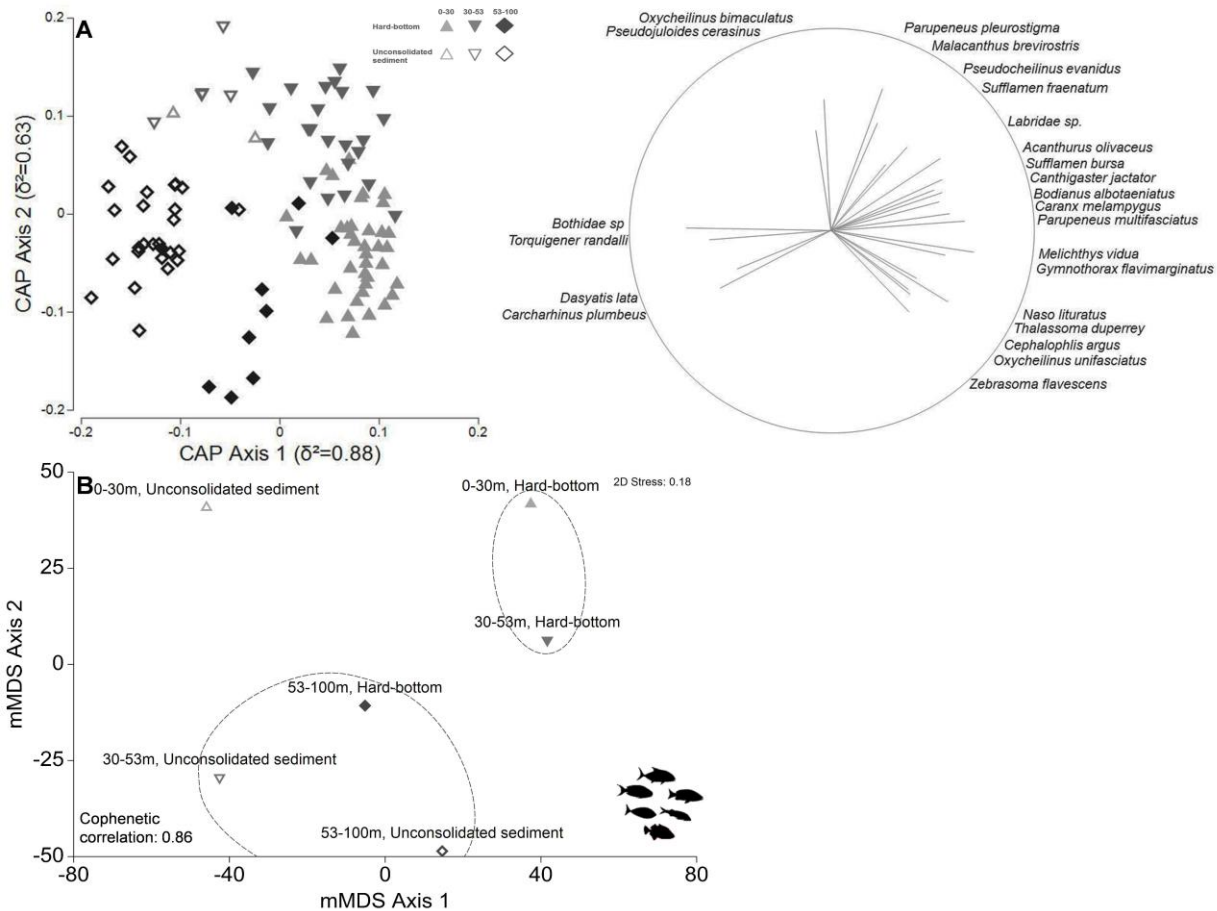 A
0-30 30-53 53-100
Hard-bottom
Unconsolidated
sediment
0.2
0.1
0
-0.1
-0.2
CAP Axis 2 (δ²=0.63)
-0.2 -0.1 0 0.1 0.2
CAP Axis 1 (δ²=0.88)
Oxycheilinus bimaculatus
Pseudojuloides cerasinus
Parupeneus pleurostigma
Malacanthus brevirostris
Pseudocheilinus evanidus
Sufflamen fraenatum
Labridae sp.
Acanthurus olivaceus
Sufflamen bursa
Canthigaster jactator
Bodianus albotaeniatus
Caranx melampygus
Parupeneus multifasciatus
Bothidae sp
Torquigener randalli
Melichthys vidua
Gymnothorax flavimarginatus
Dasyatis lata
Carcharhinus plumbeus
Naso lituratus
Thalassoma duperrey
Cephalophlis argus
Oxycheilinus unifasciatus
Zebrasoma flavescens
B
50
25
0
-25
-50
mMDS Axis 2
0-30m, Unconsolidated sediment
0-30m, Hard-bottom
2D Stress: 0.18
30-53m, Hard-bottom
53-100m, Hard-bottom
30-53m, Unconsolidated sediment
53-100m, Unconsolidated sediment
Cophenetic
correlation: 0.86
-80 -40 0 40 80
mMDS Axis 1